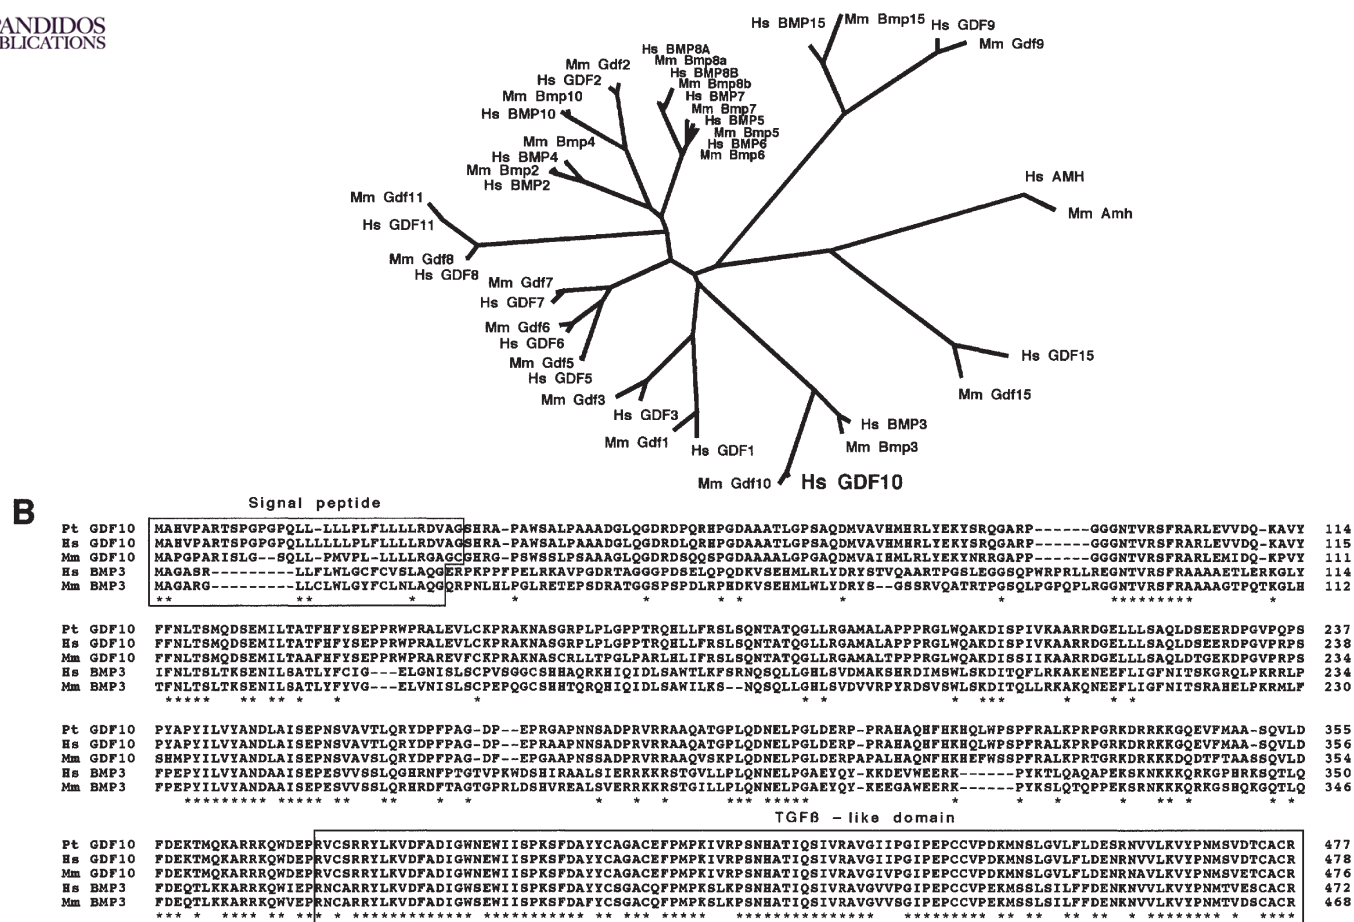 ANDIDOS
BLICATIONS
Hs BMP15
Mm Bmp15
Hs GDF9
Mm Gdf9
Hs BMP8A
Mm Bmp8a
Hs BMP8B
Mm Bmp8b
Hs BMP7
Mm Bmp7
Hs BMP5
Mm Bmp5
Hs BMP6
Mm Bmp6
Mm Gdf2
Hs GDF2
Mm Bmp10
Hs BMP10
Mm Bmp4
Hs BMP4
Mm Bmp2
Hs BMP2
Mm Gdf11
Hs GDF11
Mm Gdf8
Hs GDF8
Mm Gdf7
Hs GDF7
Mm Gdf6
Hs GDF6
Mm Gdf5
Hs GDF5
Mm Gdf3
Hs GDF3
Mm Gdf1
Hs GDF1
Hs AMH
Mm Amh
Hs GDF15
Mm Gdf15
Hs BMP3
Mm Bmp3
Mm Gdf10
Hs GDF10
B
Signal peptide
Pt GDF10 MAHVPARTSPGPGPQLL-LLLPLFLLLLRDVAGSHRA-PAWSALPAAADGLQGDRDPQRHPGDAAATLGPSAQDMVAVHMHRLYEKYSRQGARP------GGGNTVRSFRARLEVVDQ-KAVY 114
Hs GDF10 MAHVPARTSPGPGPQLLLLLLPLFLLLLRDVAGSHRA-PAWSALPAAADGLQGDRDLQRHPGDAAATLGPSAQDMVAVHMHRLYEKYSRQGARP------GGGNTVRSFRARLEVVDQ-KAVY 115
Mm GDF10 MAPGPARISLG--SQLL-PMVPL-LLLLRGAGCGHRG-PSWSSLPSAAAGLQGDRDSQQSPGDAAAALGPGAQDMVAIHMLRLYEKYNRRGAPP------GGGNTVRSFRARLEMIDQ-KPVY 111
Hs BMP3 MAGASR---------LLFLWLGCFCVSLAQGERPKPPFPELRKAVPGDRTAGGGPDSELQPQDKVSEHMLRLYDRYSTVQAARTPGSLEGGSQPWRPRLLREGNTVRSFRAAAAETLERKGLY 114
Mm BMP3 MAGARG---------LLCLWLGYFCLNLAQGQRPNLHLPGLRETEPSDRATGGSPSPDLRPHDKVSEHMLWLYDRYS--GSSRVQATRTPGSQLPGPQPLRGGNTVRSFRAAAAGTPQTKGLH 112
Pt GDF10 FFNLTSMQDSEMILTATFHFYSEPPRWPRALEVLCKPRAKNASGRPLPLGPPTRQHLLFRSLSQNTATQGLLRGAMALAPPPRGLWQAKDISPIVKAARRDGELLLSAQLDSEERDPGVPQPS 237
Hs GDF10 FFNLTSMQDSEMILTATFHFYSEPPRWPRALEVLCKPRAKNASGRPLPLGPPTRQHLLFRSLSQNTATQGLLRGAMALAPPPRGLWQAKDISPIVKAARRDGELLLSAQLDSEERDPGVPRPS 238
Mm GDF10 FFNLTSMQDSEMILTAAFHFYSEPPRWPRAREVFCKPRAKNASCRLLTPGLPARLHLIFRSLSQNTATQGLLRGAMALTPPPRGLWQAKDISSIIKAARRDGELLLSAQLDTGEKDPGVPRPS 234
Hs BMP3 IFNLTSLTKSENILSATLYFCIG---ELGNISLSCPVSGGCSHHAQRKHIQIDLSAWTLKFSRNQSQLLGHLSVDMAKSHRDIMSWLSKDITQFLRKAKENEEFLIGFNITSKGRQLPKRRLP 234
Mm BMP3 TFNLTSLTKSENILSATLYFYVG---ELVNISLSCPEPQGCSHHTQRQHIQIDLSAWILKS--NQSQLLGHLSVDVVRPYRDSVSWLSKDITQLLRKAKQNEEFLIGFNITSRAHELPKRMLF 230
Pt GDF10 PYAPYILVYANDLAISEPNSVAVTLQRYDPFPAG-DP--EPRGAPNNSADPRVRRAAQATGPLQDNELPGLDERP-PRAHAQHFHKHQLWPSPFRALKPRPGRKDRRKKGQEVFMAA-SQVLD 355
Hs GDF10 PYAPYILVYANDLAISEPNSVAVTLQRYDPFPAG-DP--EPRAAPNNSADPRVRRAAQATGPLQDNELPGLDERP-PRAHAQHFHKHQLWPSPFRALKPRPGRKDRRKKGQEVFMAA-SQVLD 356
Mm GDF10 SHMPYILVYANDLAISEPNSVAVSLQRYDPFPAG-DF--EPGAAPNSSADPRVRRAAQVSKPLQDNELPGLDERPAPALHAQNFHKHEFWSSPFRALKPRTGRKDRRKKDQDTFTAASSQVLD 354
Hs BMP3 FPEPYILVYANDAAISEPESVVSSLQGHRNFPTGTVPKWDSHIRAALSIERRKKRSTGVLLPLQNNELPGAEYQY-KKDEVWEERK------PYKTLQAQAPEKSKNKKKQRKGPHRKSQTLQ 350
Mm BMP3 FPEPYILVYANDAAISEPESVVSSLQRHRDFTAGTGPRLDSHVREALSVERRKKRSTGILLPLQNNELPGAEYQY-KEEGAWEERK------PYKSLQTQPPEKSRNKKKQRKGSHQKGQTLQ 346
TGFβ - like domain
Pt GDF10 FDEKTMQKARRKQWDEPRVCSRRYLKVDFADIGWNEWIISPKSFDAYYCAGACEFPMPKIVRPSNHATIQSIVRAVGIIPGIPEPCCVPDKMNSLGVLFLDESRNVVLKVYPNMSVDTCACR 477
Hs GDF10 FDEKTMQKARRKQWDEPRVCSRRYLKVDFADIGWNEWIISPKSFDAYYCAGACEFPMPKIVRPSNHATIQSIVRAVGIIPGIPEPCCVPDKMNSLGVLFLDENRNVVLKVYPNMSVDTCACR 478
Mm GDF10 FDEKTMQKARRRQWDEPRVCSRRYLKVDFADIGWNEWIISPKSFDAYYCAGACEFPMPKIVRPSNHATIQSIVRAVGIVPGIPEPCCVPDKMNSLGVLFLDENRNVVLKVYPNMSVETCACR 476
Hs BMP3 FDEQTLKKARRKQWIEPRNCARRYLKVDFADIGWSEWIISPKSFDAYYCSGACQFPMPKSLKPSNHATIQSIVRAVGVVPGIPEPCCVPEKMSSLSILFFDENKNVVLKVYPNMTVESCACR 472
Mm BMP3 FDEQTLKKARRKQWVEPRNCARRYLKVDFADIGWSEWIISPKSFDAFYCSGACQFPMPKSLKPSNHATIQSIVRAVGVVSGIPEPCCVPEKMSSLSILFFDENKNVVLKVYPNMTVDSCACR 468